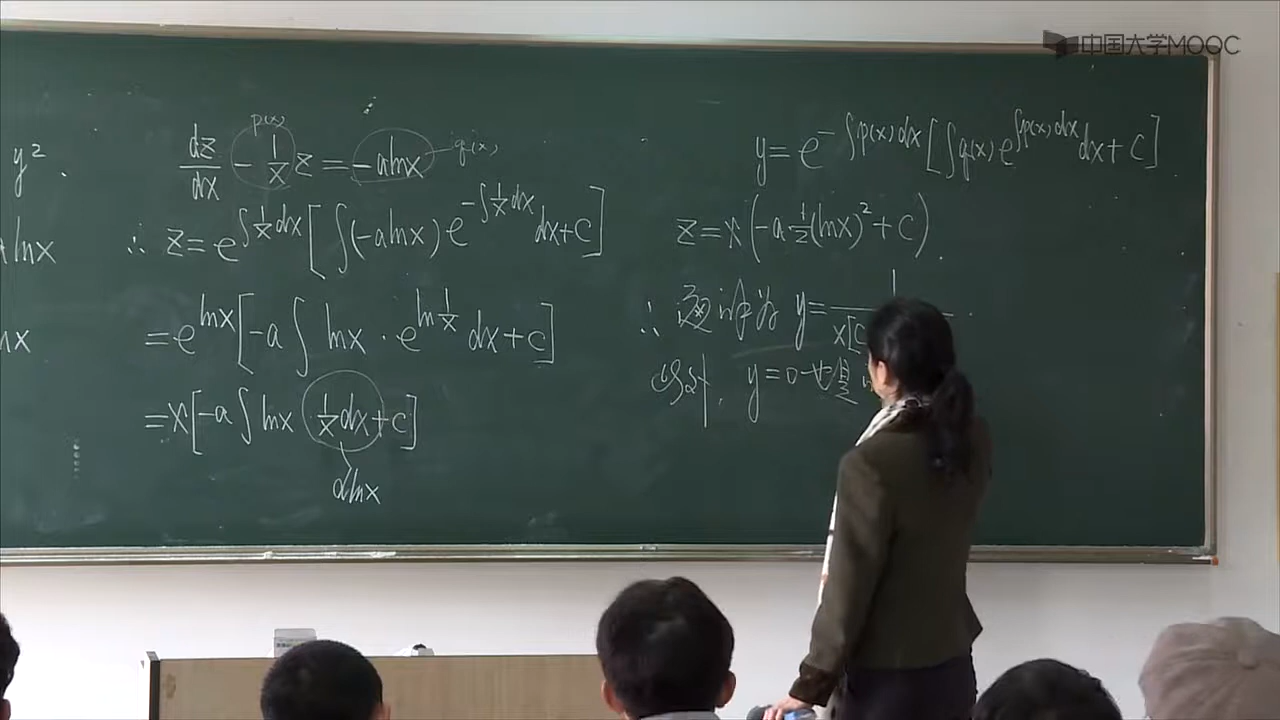 中国大学MOOC
y²
lnx
nx
p(x)
dz/dx - 1/x z = -alnx q(x)
∴ z = e^{∫1/x dx}[∫(-alnx)e^{-∫1/x dx}dx+C]
= e^{lnx}[-a∫lnx·e^{ln 1/x}dx+C]
= x[-a∫lnx·1/x dx+C]
dlnx
y = e^{-∫p(x)dx}[∫q(x)e^{∫p(x)dx}dx+C]
z = x(-a·1/2(lnx)²+C).
∴ 通解为 y = 1/x[C
另外, y=0也是